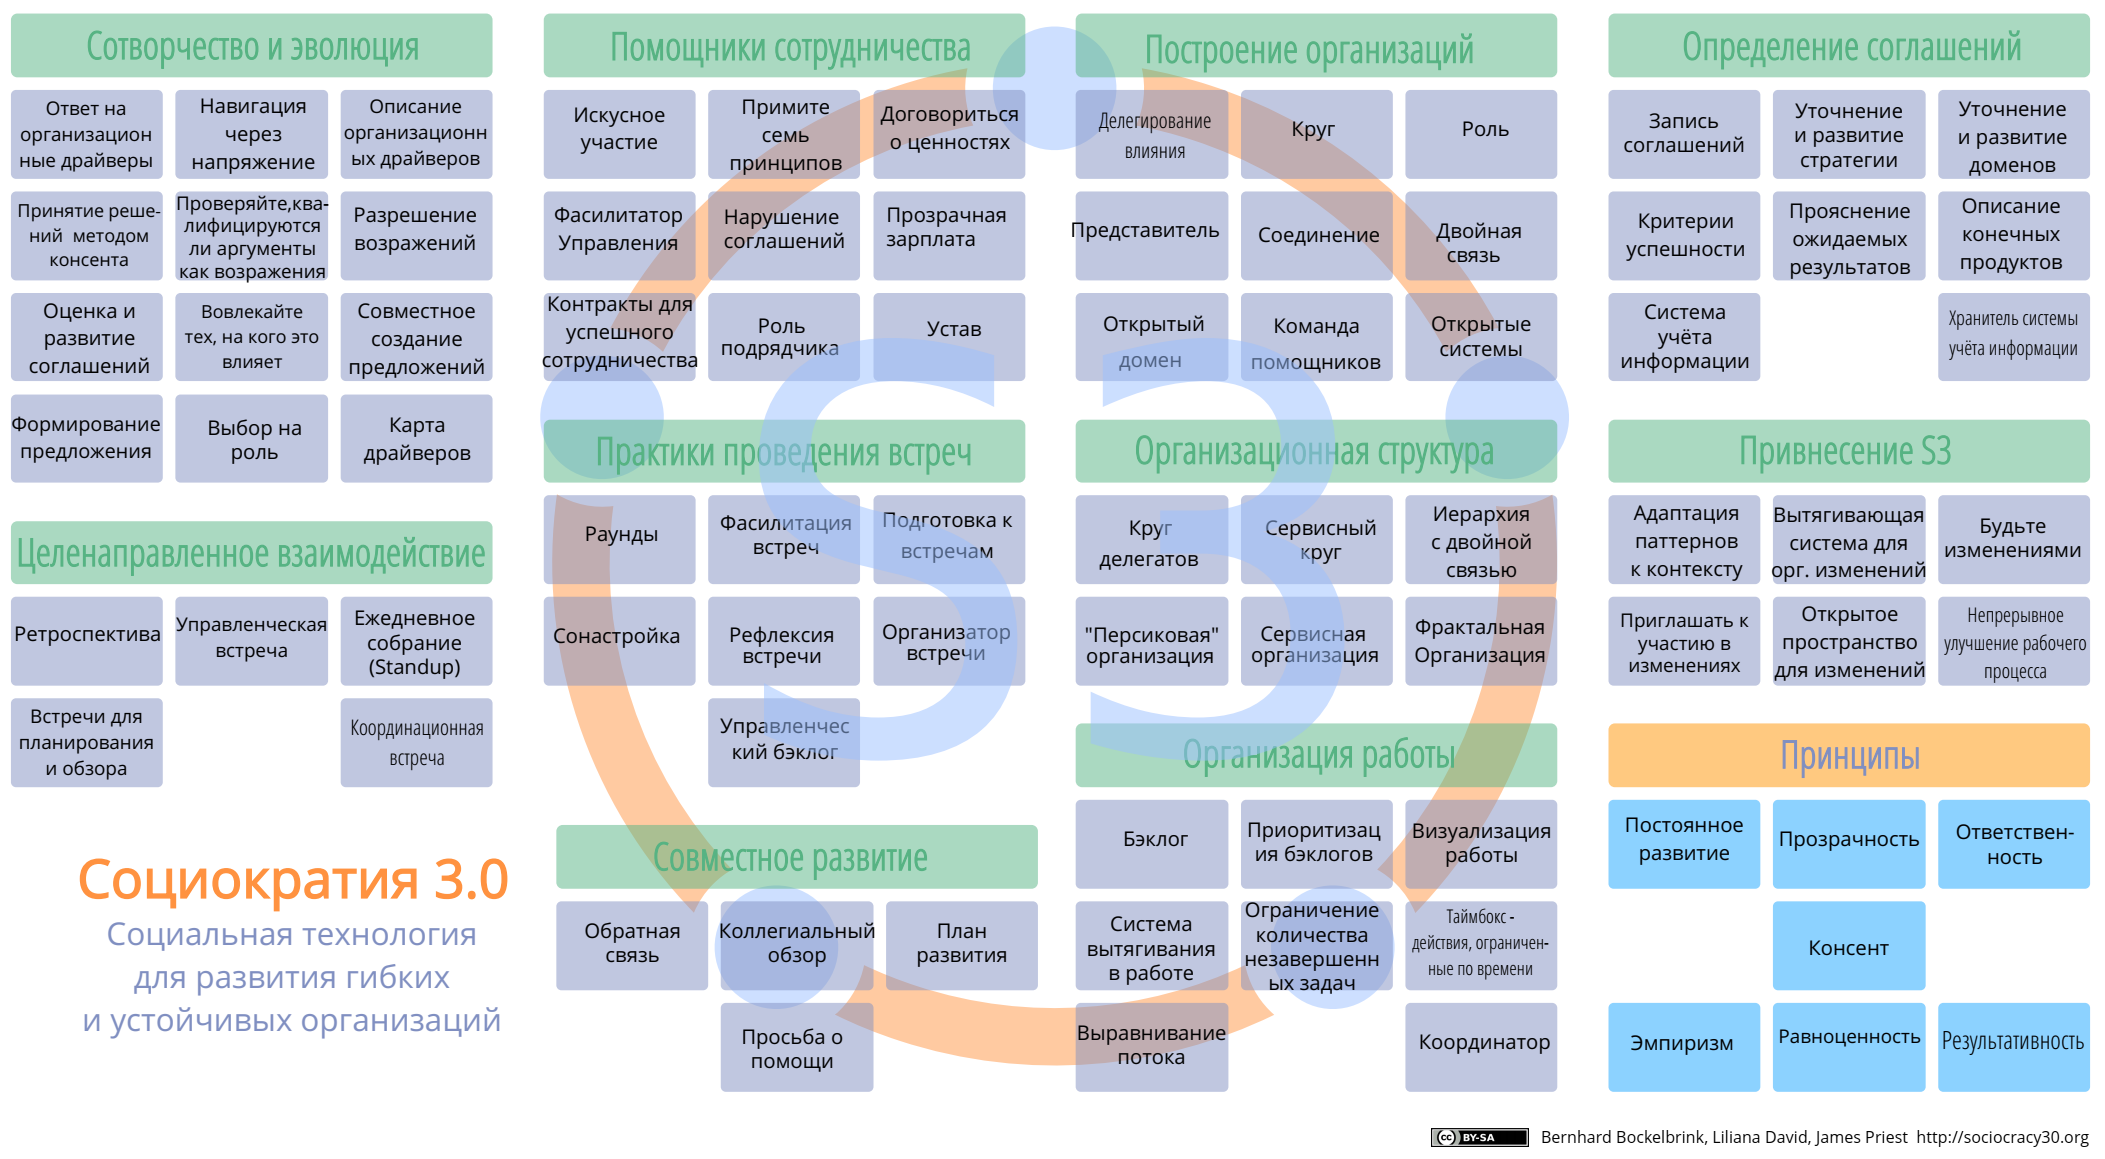 Сотворчество и эволюция
Ответ на
организацион
ные драйверы
Навигация
через
напряжение
Описание
организационн
ых драйверов
Принятие реше-
ний методом
консента
Проверяйте,ква-
лифицируются
ли аргументы
как возражения
Разрешение
возражений
Оценка и
развитие
соглашений
Вовлекайте
тех, на кого это
влияет
Совместное
создание
предложений
Формирование
предложения
Выбор на
роль
Карта
драйверов
Целенаправленное взаимодействие
Ретроспектива
Управленческая
встреча
Ежедневное
собрание
(Standup)
Встречи для
планирования
и обзора
Координационная
встреча
Социократия 3.0
Социальная технология
для развития гибких
и устойчивых организаций
Помощники сотрудничества
Искусное
участие
Примите
семь
принципов
Договориться
о ценностях
Фасилитатор
Управления
Нарушение
соглашений
Прозрачная
зарплата
Контракты для
успешного
сотрудничества
Роль
подрядчика
Устав
Практики проведения встреч
Раунды
Фасилитация
встреч
Подготовка к
встречам
Сонастройка
Рефлексия
встречи
Организатор
встречи
Управленчес
кий бэклог
Совместное развитие
Обратная
связь
Коллегиальный
обзор
План
развития
Просьба о
помощи
S3
Построение организаций
Делегирование
влияния
Круг
Роль
Представитель
Соединение
Двойная
связь
Открытый
домен
Команда
помощников
Открытые
системы
Организационная структура
Круг
делегатов
Сервисный
круг
Иерархия
с двойной
связью
"Персиковая"
организация
Сервисная
организация
Фрактальная
Организация
Организация работы
Бэклог
Приоритизац
ия бэклогов
Визуализация
работы
Система
вытягивания
в работе
Ограничение
количества
незавершенн
ых задач
Таймбокс -
действия, ограничен-
ные по времени
Выравнивание
потока
Координатор
Определение соглашений
Запись
соглашений
Уточнение
и развитие
стратегии
Уточнение
и развитие
доменов
Критерии
успешности
Прояснение
ожидаемых
результатов
Описание
конечных
продуктов
Система
учёта
информации
Хранитель системы
учёта информации
Привнесение S3
Адаптация
паттернов
к контексту
Вытягивающая
система для
орг. изменений
Будьте
изменениями
Приглашать к
участию в
изменениях
Открытое
пространство
для изменений
Непрерывное
улучшение рабочего
процесса
Принципы
Постоянное
развитие
Прозрачность
Ответствен-
ность
Консент
Эмпиризм
Равноценность
Результативность
cc BY-SA
Bernhard Bockelbrink, Liliana David, James Priest http://sociocracy30.org